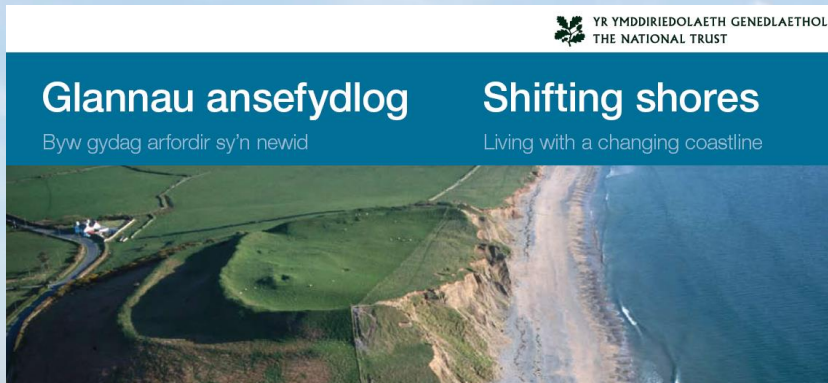 YR YMDDIRIEDOLAETH GENEDLAETHOL
THE NATIONAL TRUST
Glannau ansefydlog
Byw gydag arfordir sy'n newid
Shifting shores
Living with a changing coastline